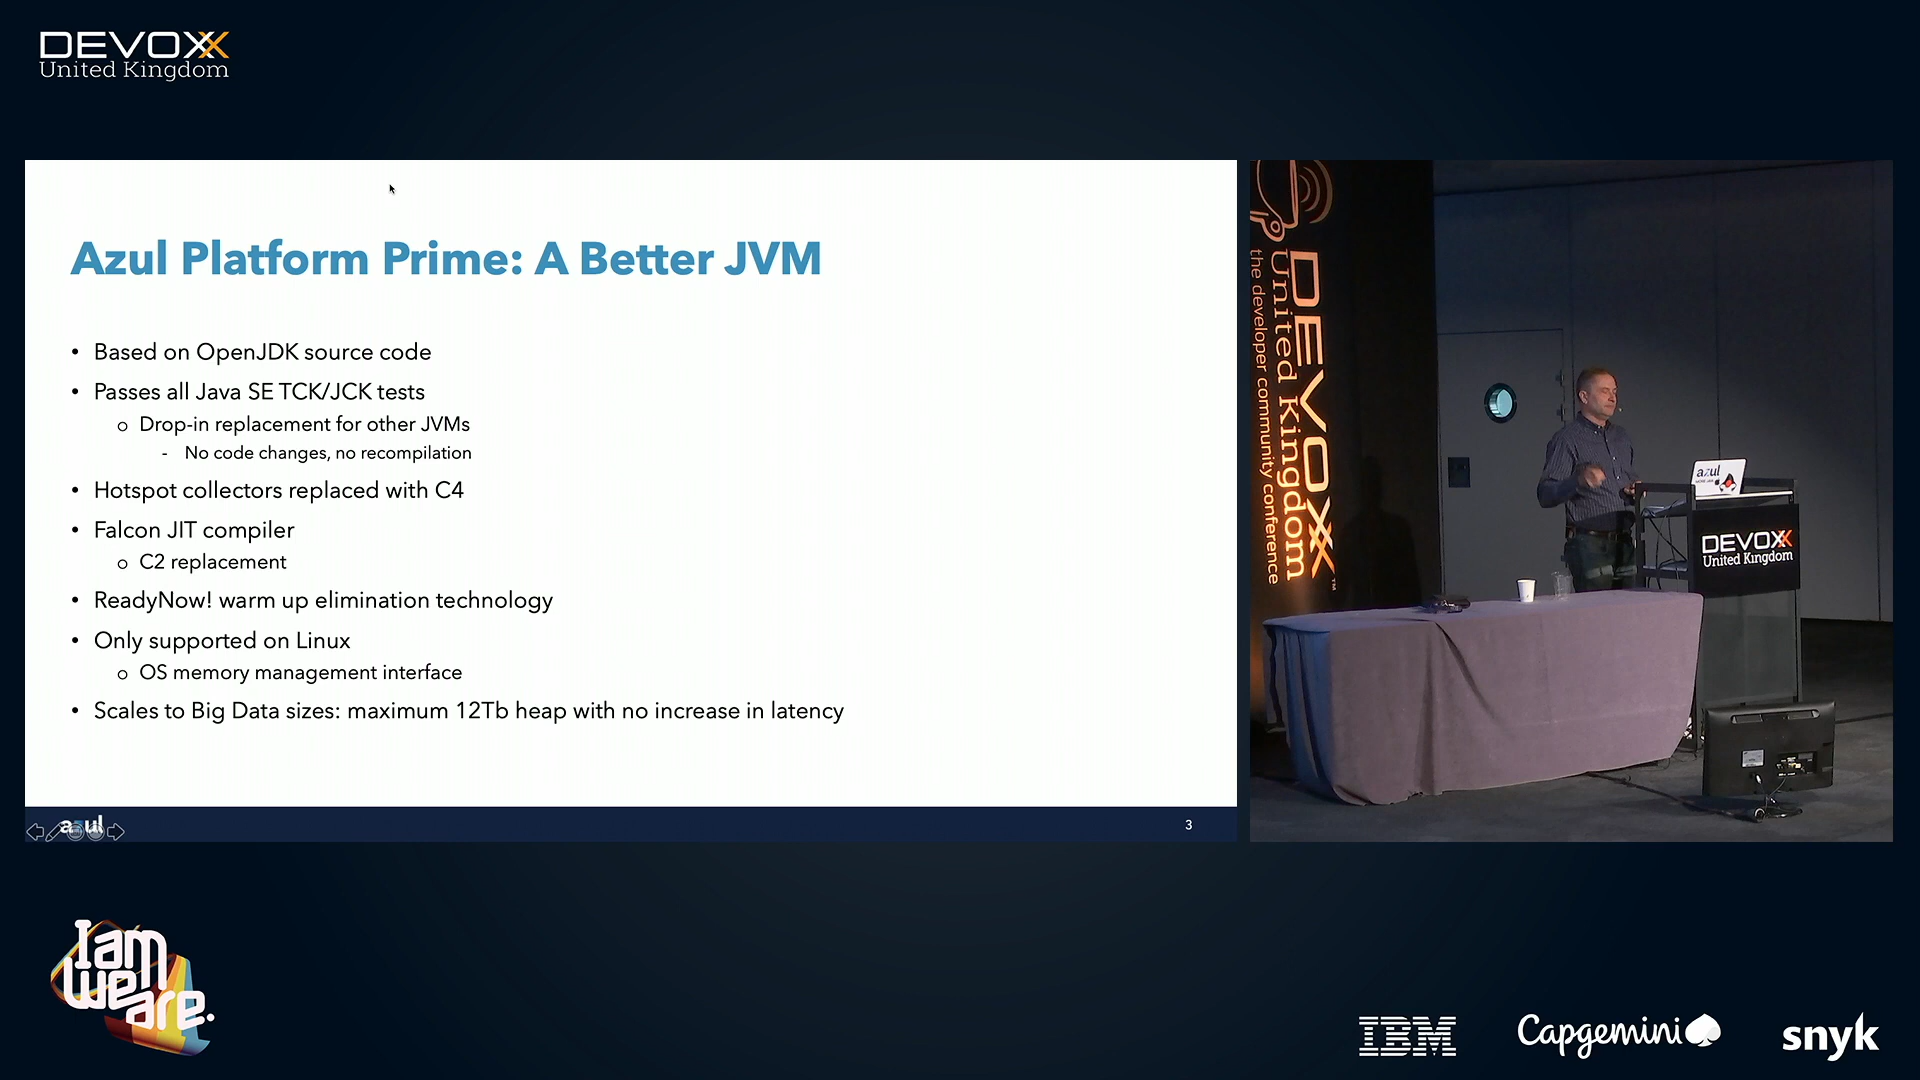 DEVOXX
United Kingdom
Azul Platform Prime: A Better JVM
• Based on OpenJDK source code
• Passes all Java SE TCK/JCK tests
o Drop-in replacement for other JVMs
- No code changes, no recompilation
• Hotspot collectors replaced with C4
• Falcon JIT compiler
o C2 replacement
• ReadyNow! warm up elimination technology
• Only supported on Linux
o OS memory management interface
• Scales to Big Data sizes: maximum 12Tb heap with no increase in latency
azul
3
DEVOXX™
United Kingdom
the developer community conference
azul
DEVOXX
United Kingdom
I am
we
are.
IBM
Capgemini
snyk